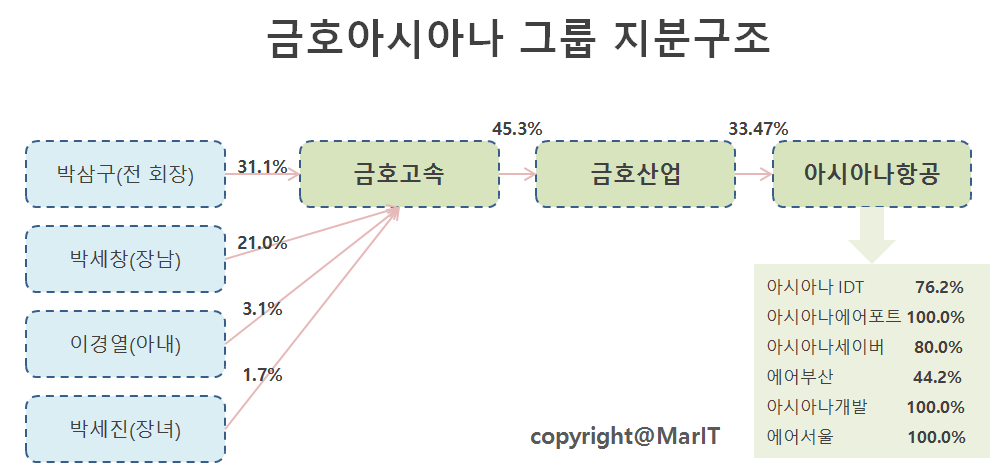 금호아시아나 그룹 지분구조
45.3%
33.47%
박삼구(전 회장)
31.1%
금호고속
금호산업
아시아나항공
박세창(장남)
21.0%
이경열(아내)
3.1%
박세진(장녀)
1.7%
아시아나 IDT 76.2%
아시아나에어포트 100.0%
아시아나세이버 80.0%
에어부산 44.2%
아시아나개발 100.0%
에어서울 100.0%
copyright@MarIT